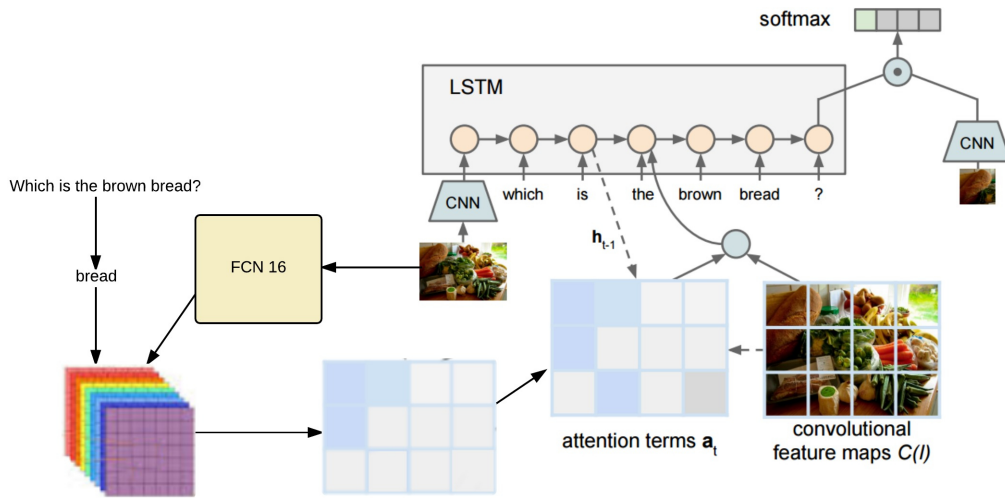 softmax
LSTM
CNN
which is the brown bread ?
CNN
Which is the brown bread?
bread
FCN 16
h t-1
attention terms a t
convolutional
feature maps C(I)